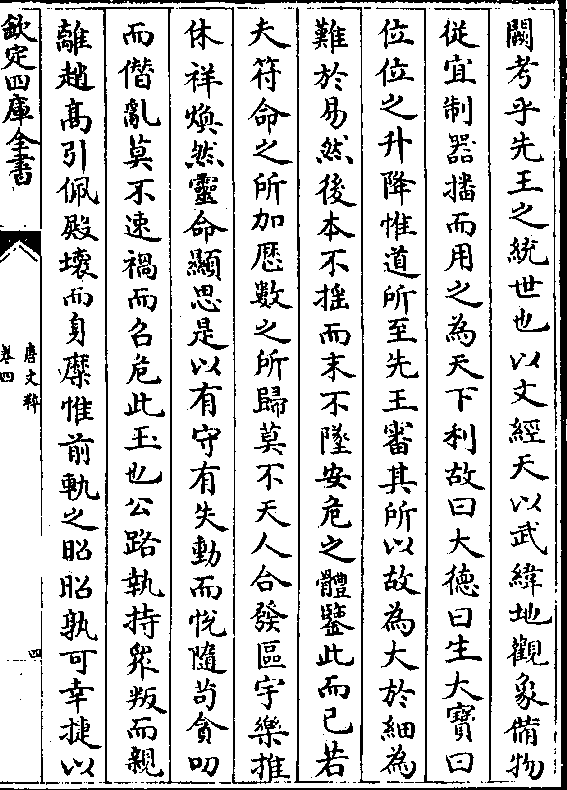 闕考乎先王之統世也以文經天以武緯地觀象備物
從宜制器播而用之為天下利故曰大德曰生大寶曰
位位之升降惟道所至先王審其所以故為大於細為
難於易然後本不揺而末不墜安危之體鑒此而已若
夫符命之所加厯數之所歸莫不天人合發區宇樂推
休祥煥然靈命顯思是以有守有失動而悅隨茍貪叨
而僭亂莫不速禍而召危此玉也公路執持衆叛而親
離趙髙引佩殿壊而身縻惟前軌之昭昭孰可幸捷以
欽定四庫全書
唐文粹
卷四
四